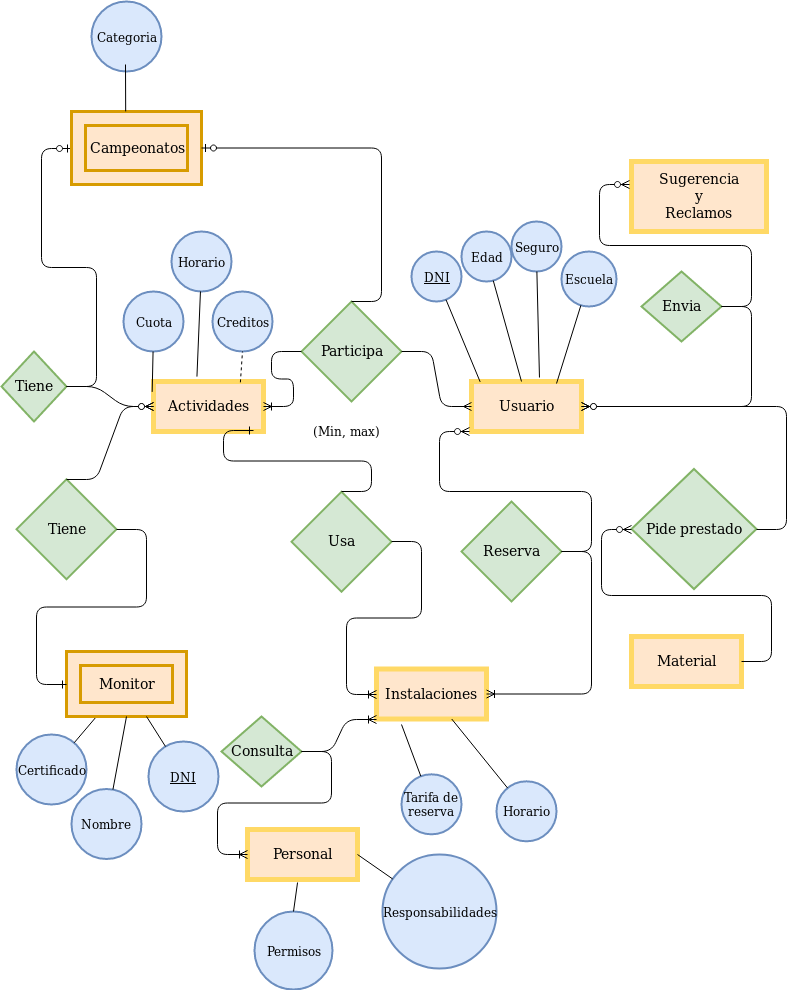 Categoria
Campeonatos
Sugerencia
y
Reclamos
Horario
DNI
Edad
Seguro
Escuela
Cuota
Creditos
Envia
Participa
Tiene
Actividades
Usuario
(Min, max)
Tiene
Usa
Reserva
Pide prestado
Material
Monitor
Instalaciones
Consulta
Certificado
DNI
Nombre
Tarifa de
reserva
Horario
Personal
Responsabilidades
Permisos